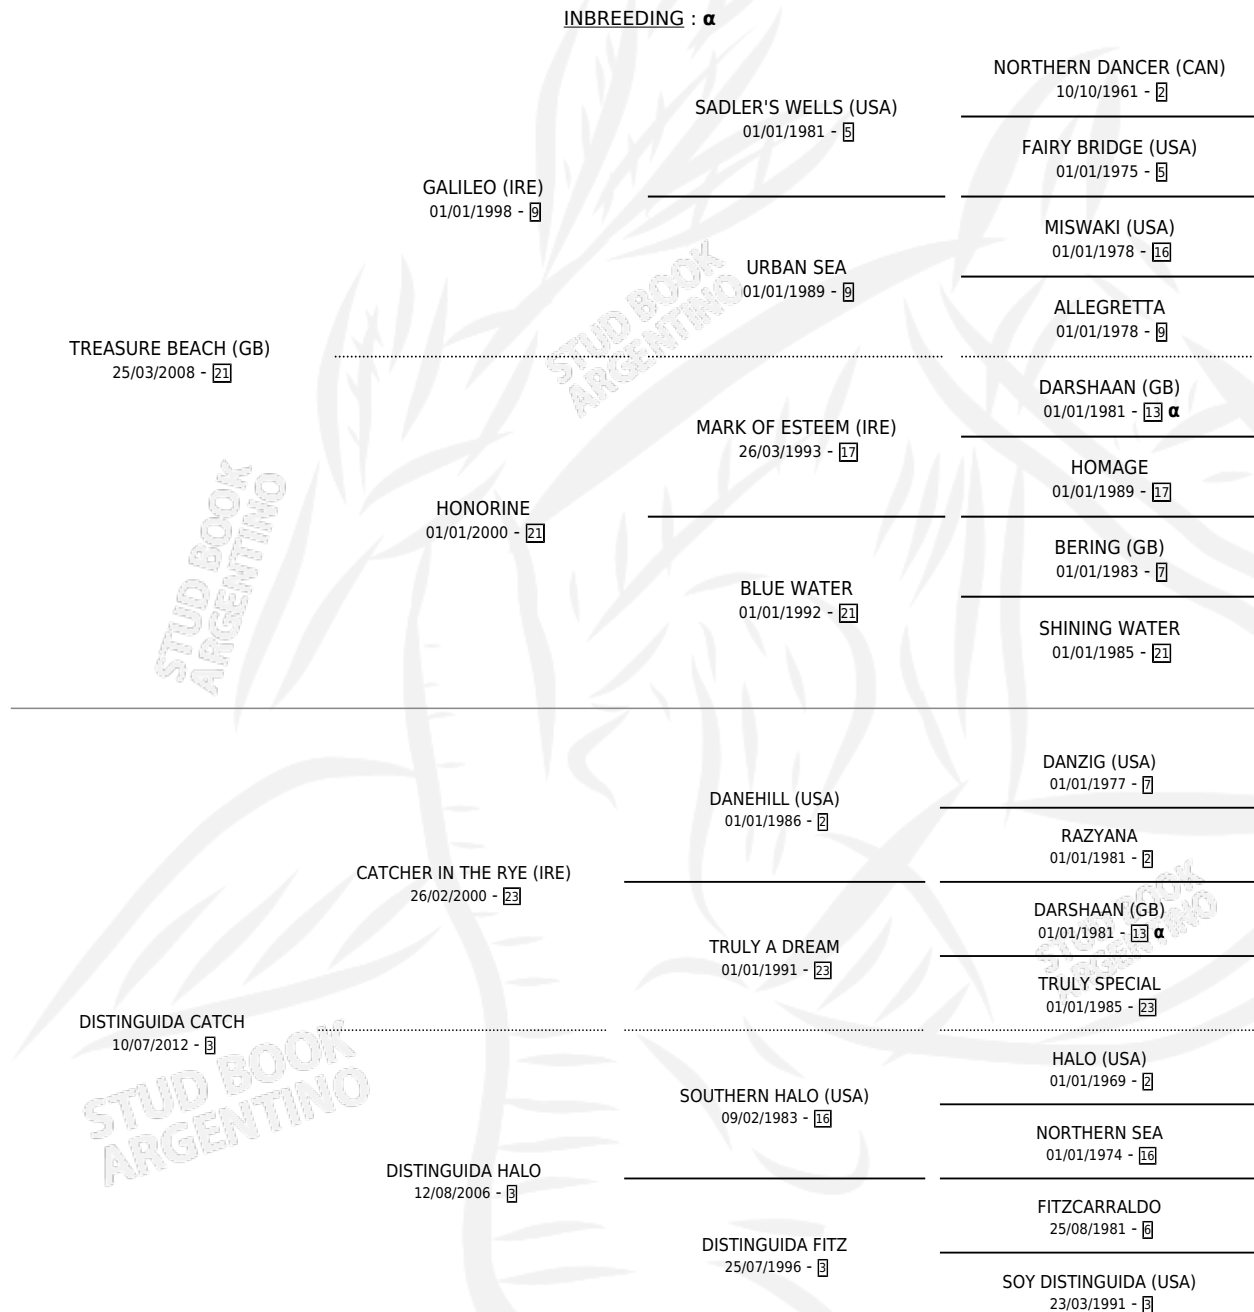 INBREEDING : α
NORTHERN DANCER (CAN)
10/10/1961 - 2
SADLER'S WELLS (USA)
01/01/1981 - 5
FAIRY BRIDGE (USA)
01/01/1975 - 5
GALILEO (IRE)
01/01/1998 - 9
MISWAKI (USA)
01/01/1978 - 16
URBAN SEA
01/01/1989 - 9
ALLEGRETTA
01/01/1978 - 9
TREASURE BEACH (GB)
25/03/2008 - 21
DARSHAAN (GB)
01/01/1981 - 13 α
MARK OF ESTEEM (IRE)
26/03/1993 - 17
HOMAGE
01/01/1989 - 17
HONORINE
01/01/2000 - 21
BERING (GB)
01/01/1983 - 7
BLUE WATER
01/01/1992 - 21
SHINING WATER
01/01/1985 - 21
DANZIG (USA)
01/01/1977 - 7
DANEHILL (USA)
01/01/1986 - 2
RAZYANA
01/01/1981 - 2
CATCHER IN THE RYE (IRE)
26/02/2000 - 23
DARSHAAN (GB)
01/01/1981 - 13 α
TRULY A DREAM
01/01/1991 - 23
TRULY SPECIAL
01/01/1985 - 23
DISTINGUIDA CATCH
10/07/2012 - 3
HALO (USA)
01/01/1969 - 2
SOUTHERN HALO (USA)
09/02/1983 - 16
NORTHERN SEA
01/01/1974 - 16
DISTINGUIDA HALO
12/08/2006 - 3
FITZCARRALDO
25/08/1981 - 6
DISTINGUIDA FITZ
25/07/1996 - 3
SOY DISTINGUIDA (USA)
23/03/1991 - 3
STUD BOOK
ARGENTINO
STUD BOOK
ARGENTINO
STUD BOOK
ARGENTINO
STUD BOOK
ARGENTINO